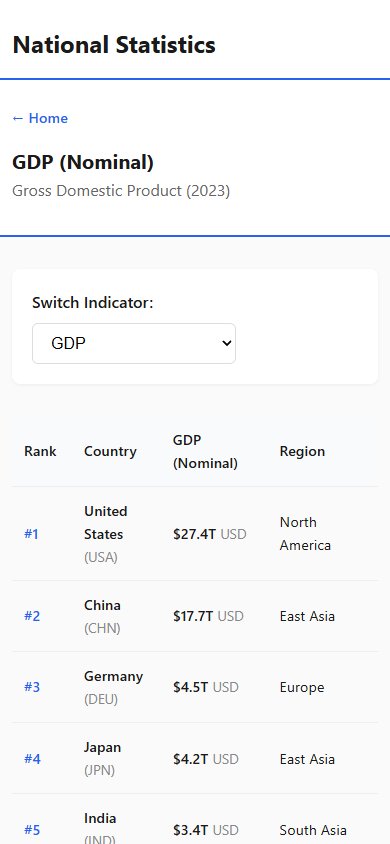 National Statistics
← Home
GDP (Nominal)
Gross Domestic Product (2023)
Switch Indicator:
GDP
Rank Country GDP (Nominal) Region
#1 United States (USA) $27.4T USD North America
#2 China (CHN) $17.7T USD East Asia
#3 Germany (DEU) $4.5T USD Europe
#4 Japan (JPN) $4.2T USD East Asia
#5 India (IND) $3.4T USD South Asia